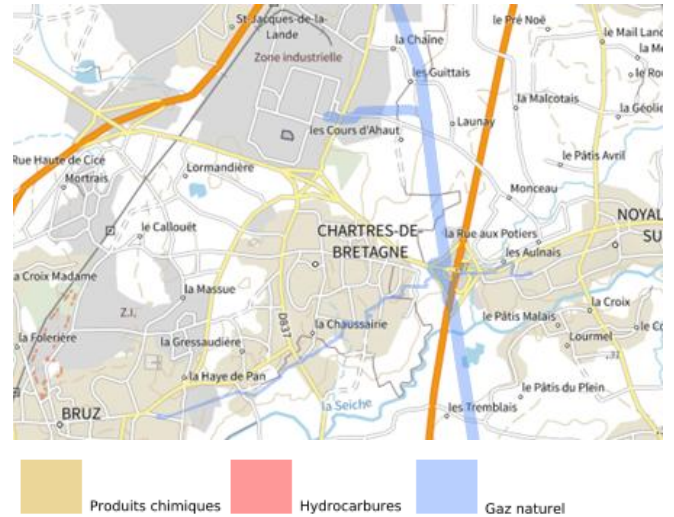 le Pré Noë
St-Jacques-de-la-
Lande
la Chaîne
le Mail Land
Zone industrielle
les Guittais
la Malcotais
la Géolie
Launay
les Cours d'Ahaut
le Pâtis Avril
Rue Haute de Cicé
Lormandière
Mortrais
Monceau
NOYAL
SU
le Callouët
CHARTRES-DE-
BRETAGNE
la Rue aux Potiers
les Aulnais
a Croix Madame
la Massue
la Croix
Z.I.
D837
le Pâtis Malais
la Folerière
la Gressaudière
la Chaussairie
Lourmel
31
la Haye de Pan
le Pâtis du Plein
la Seiche
les Tremblais
BRUZ
Produits chimiques
Hydrocarbures
Gaz naturel